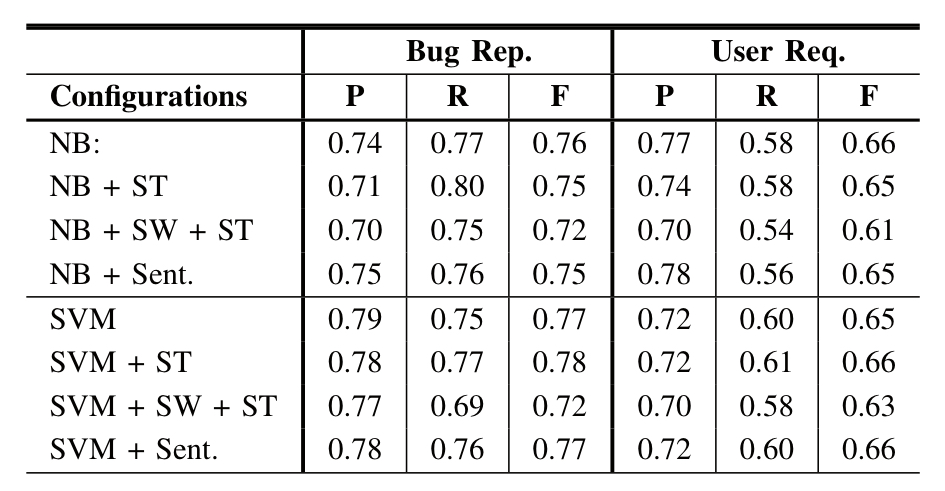 Bug Rep. User Req.
Configurations P R F P R F
NB: 0.74 0.77 0.76 0.77 0.58 0.66
NB + ST 0.71 0.80 0.75 0.74 0.58 0.65
NB + SW + ST 0.70 0.75 0.72 0.70 0.54 0.61
NB + Sent. 0.75 0.76 0.75 0.78 0.56 0.65
SVM 0.79 0.75 0.77 0.72 0.60 0.65
SVM + ST 0.78 0.77 0.78 0.72 0.61 0.66
SVM + SW + ST 0.77 0.69 0.72 0.70 0.58 0.63
SVM + Sent. 0.78 0.76 0.77 0.72 0.60 0.66